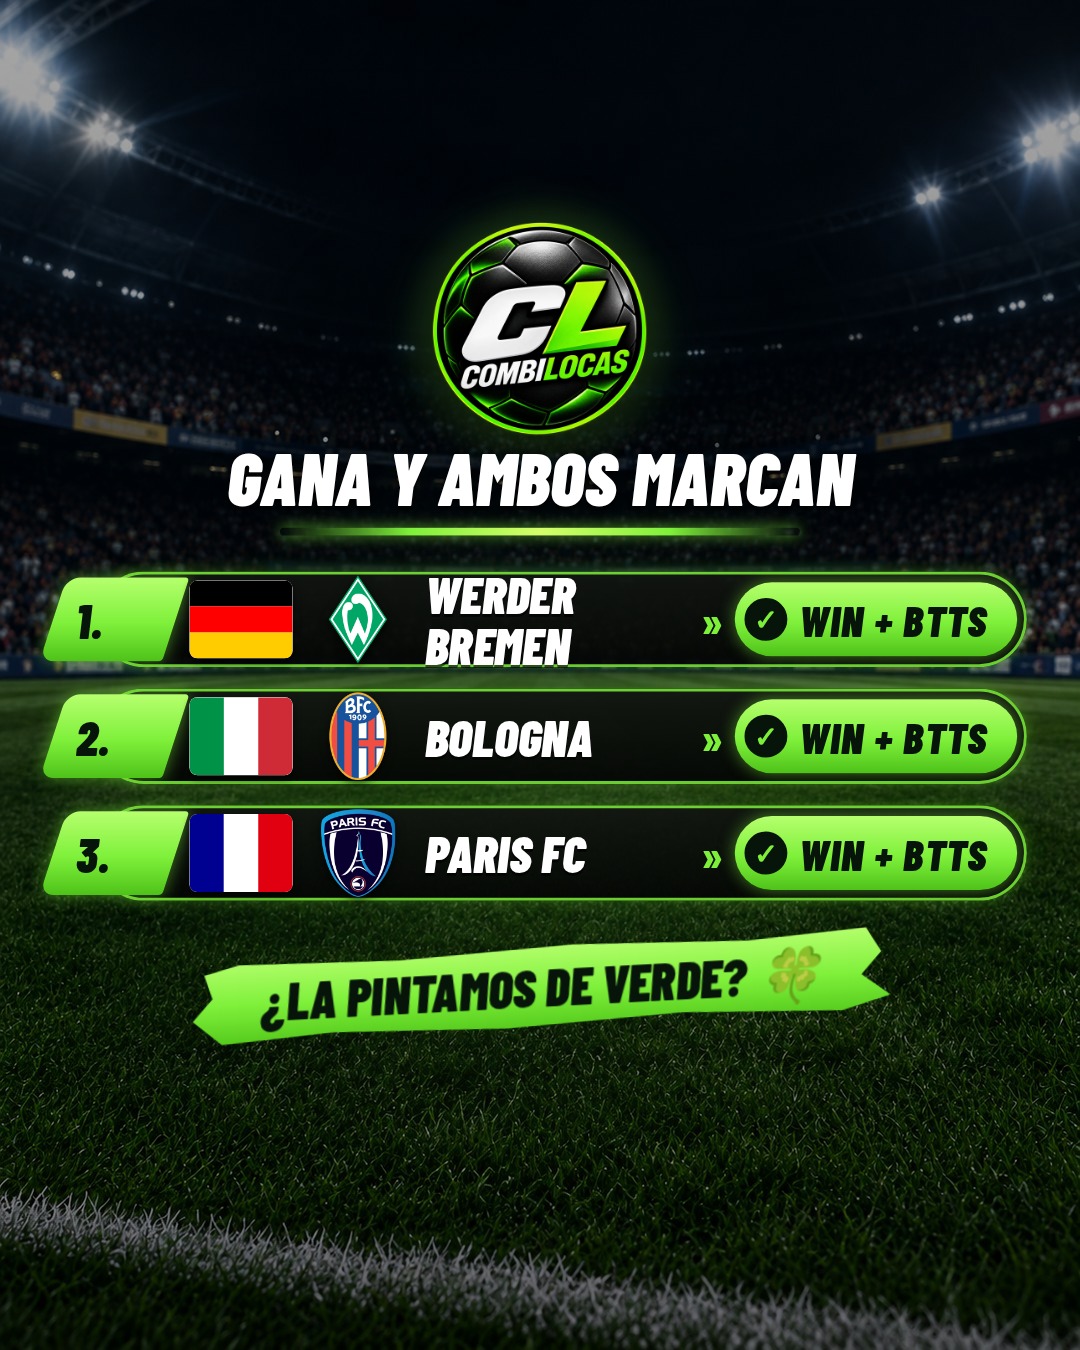 CL
COMBILOCAS
GANA Y AMBOS MARCAN
1.
WERDER
BREMEN
» ✓ WIN + BTTS
2.
BFC
1909
BOLOGNA
» ✓ WIN + BTTS
3.
PARIS FC
PARIS FC
» ✓ WIN + BTTS
¿LA PINTAMOS DE VERDE? 🍀